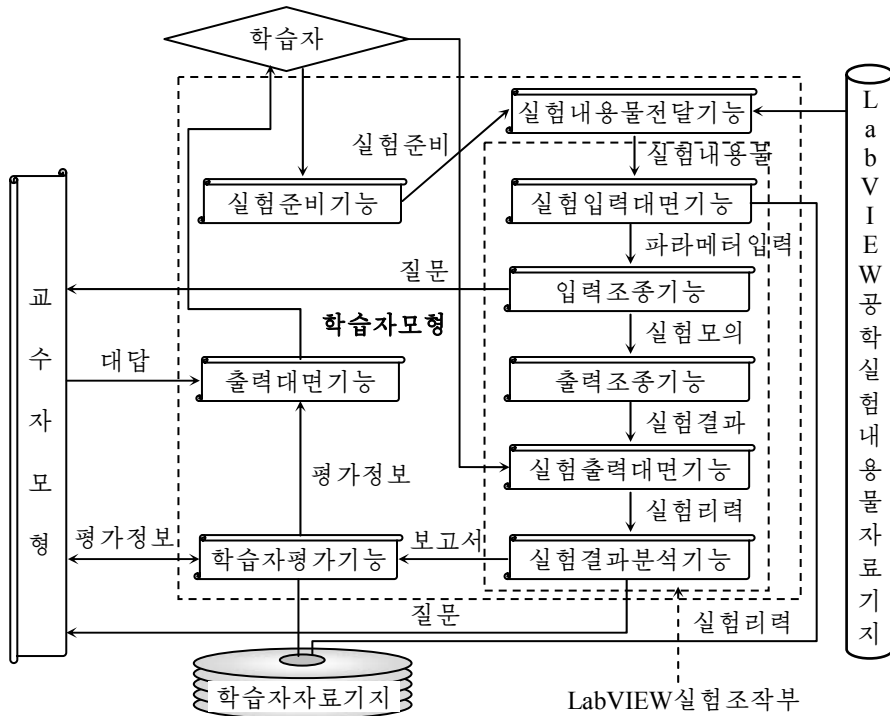 학습자
실험내용물전달기능
실험준비
실험내용물
실험준비기능
실험입력대면기능
파라메터입력
질문
입력조종기능
학습자모형
실험모의
대답
출력대면기능
출력조종기능
실험결과
평가정보
실험출력대면기능
실험리력
평가정보
학습자평가기능
보고서
실험결과분석기능
질문
실험리력
학습자자료기지
LabVIEW실험조작부
교수자모형
LabVIEW공학실험내용물자료기지